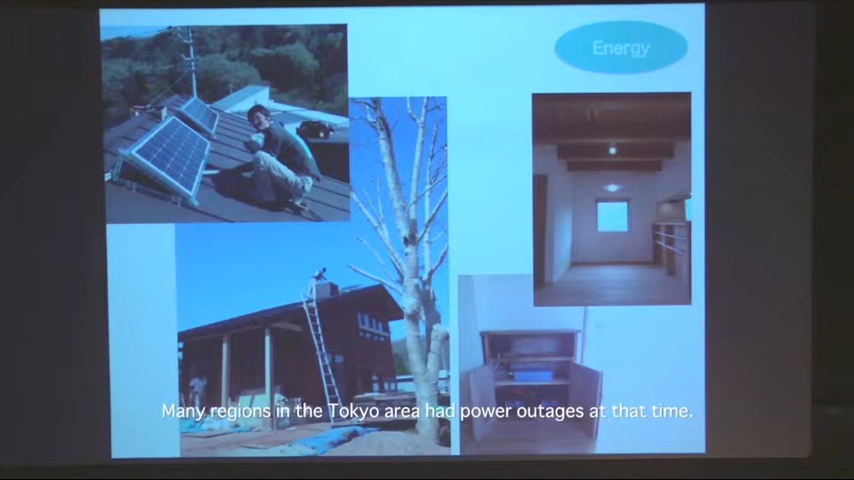 Energy
Many regions in the Tokyo area had power outages at that time.